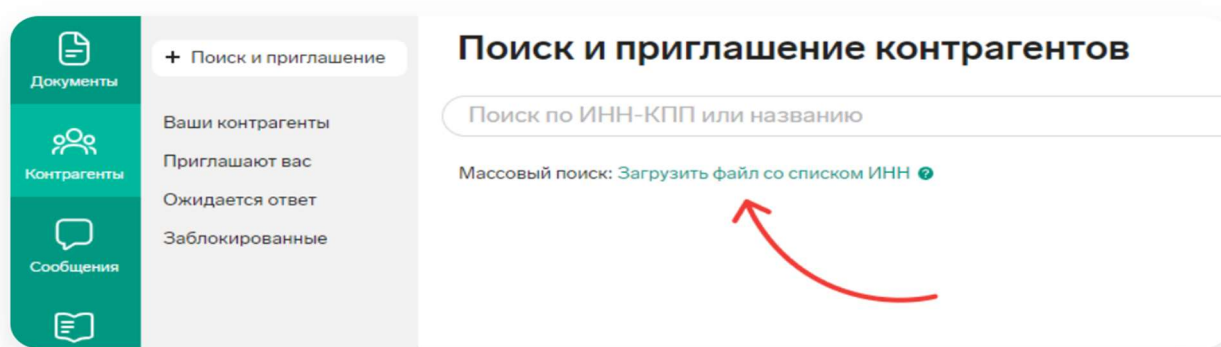 Документы
Контрагенты
Сообщения
+ Поиск и приглашение
Ваши контрагенты
Приглашают вас
Ожидается ответ
Заблокированные
Поиск и приглашение контрагентов
Поиск по ИНН-КПП или названию
Массовый поиск: Загрузить файл со списком ИНН ?